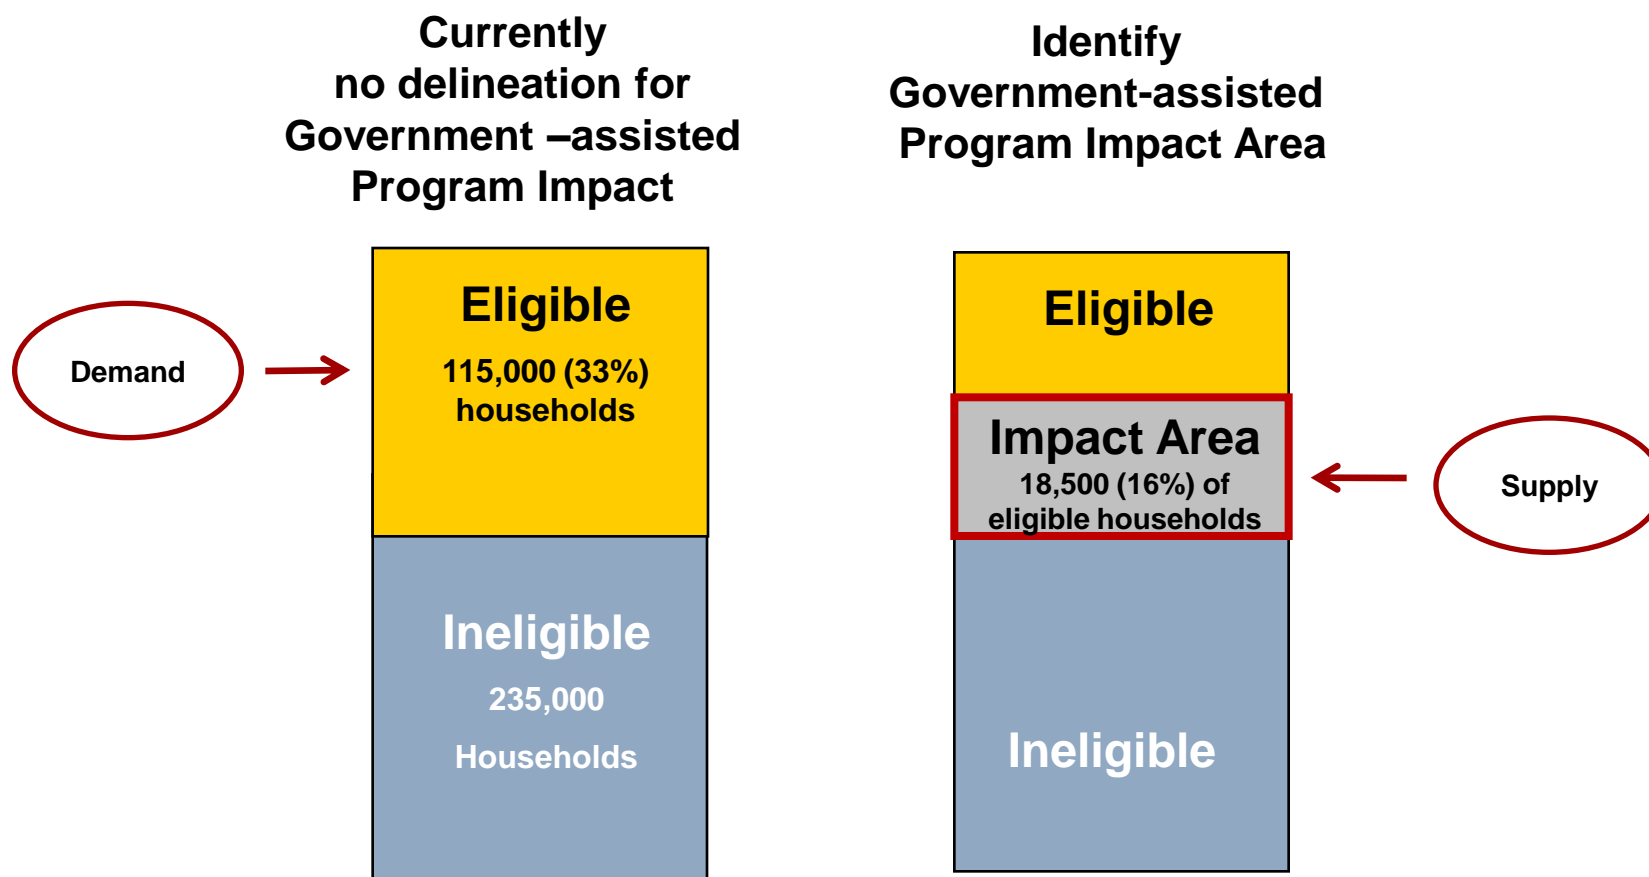 Currently
no delineation for
Government –assisted
Program Impact
Identify
Government-assisted
Program Impact Area
Demand
Eligible
115,000 (33%)
households
Ineligible
235,000
Households
Eligible
Impact Area
18,500 (16%) of
eligible households
Ineligible
Supply